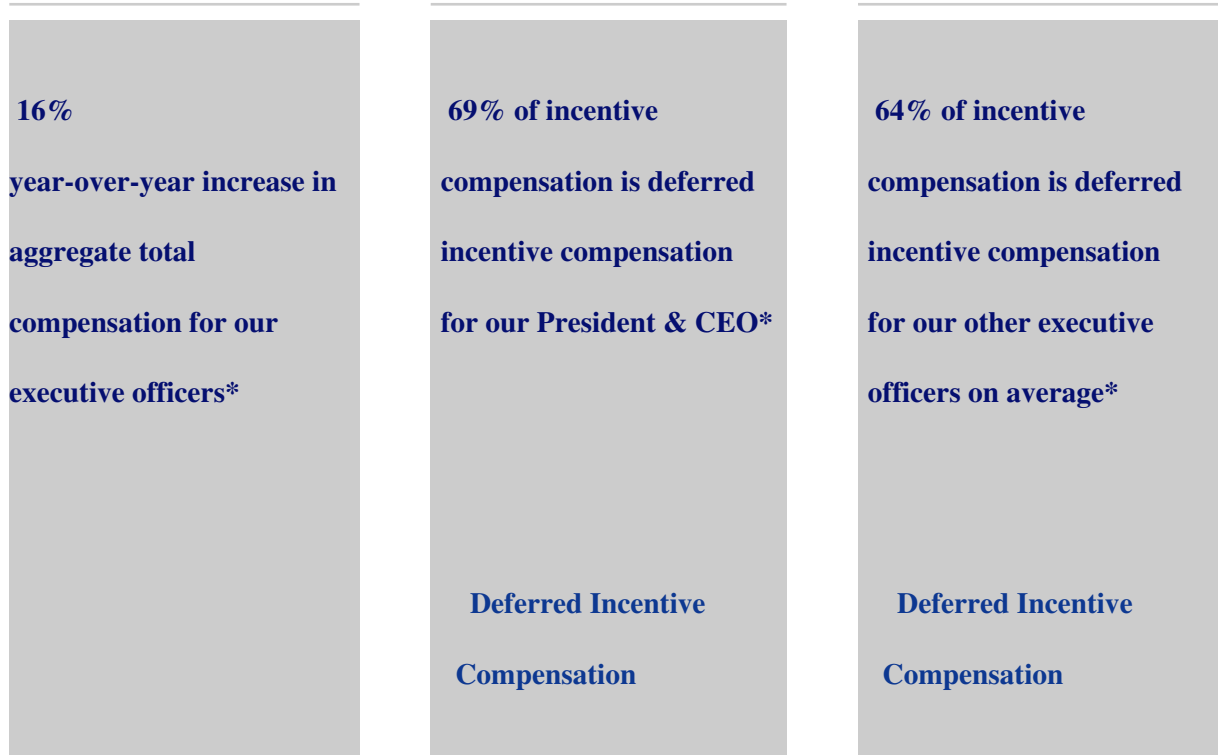 16%
year-over-year increase in
aggregate total
compensation for our
executive officers*
69% of incentive
compensation is deferred
incentive compensation
for our President & CEO*
Deferred Incentive
Compensation
64% of incentive
compensation is deferred
incentive compensation
for our other executive
officers on average*
Deferred Incentive
Compensation